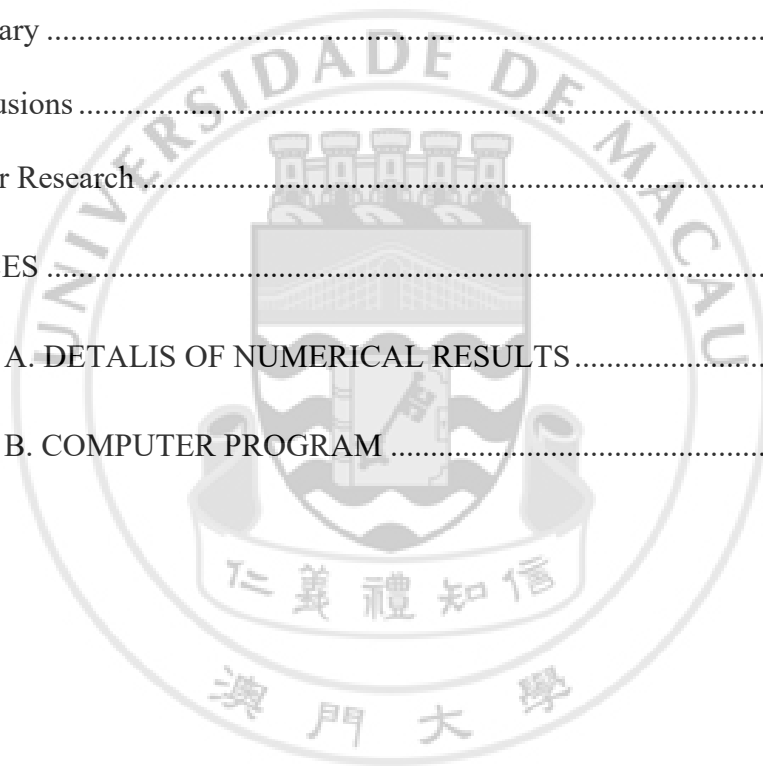 ary ....................................................................................................
usions ................................................................................................
r Research ........................................................................................
ES ....................................................................................................
A. DETALIS OF NUMERICAL RESULTS ........................
B. COMPUTER PROGRAM ................................................
UNIVERSIDADE DE MACAU
仁義禮知信
澳門大學